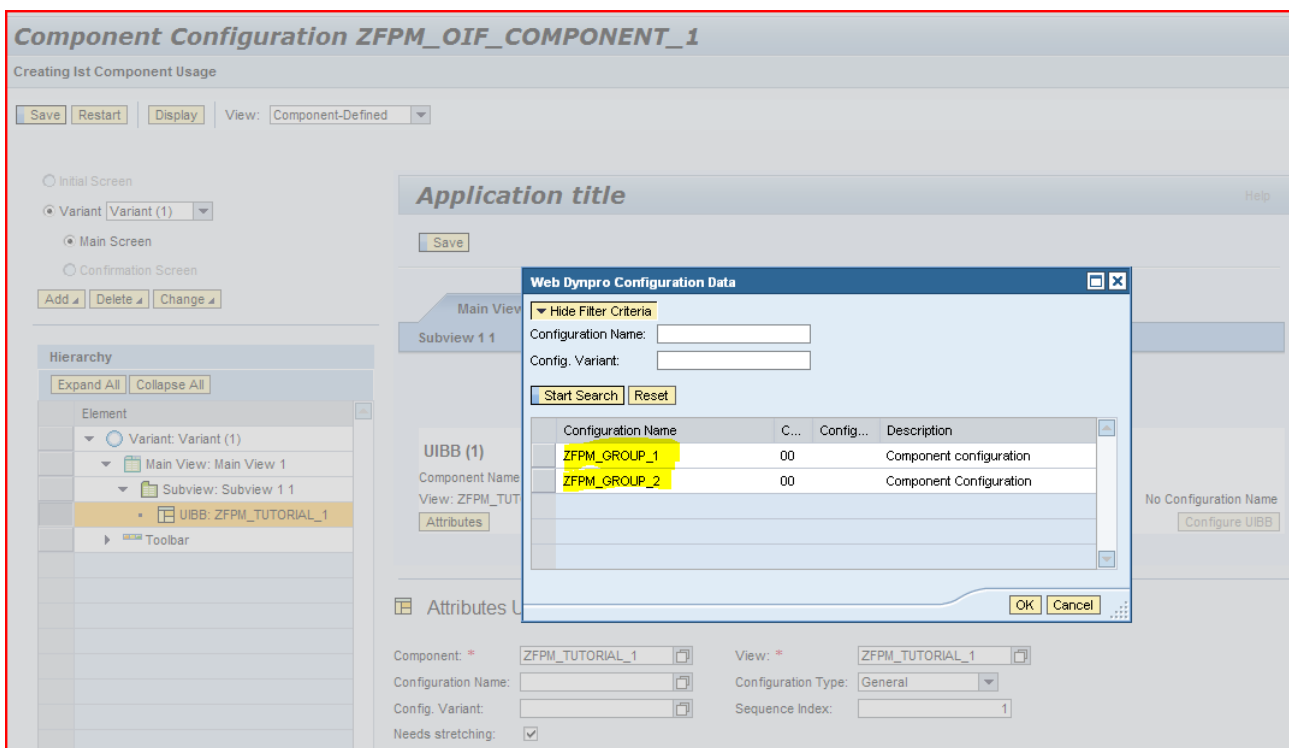 Component Configuration ZFPM_OIF_COMPONENT_1
Creating Ist Component Usage
Save Restart Display View: Component-Defined
Initial Screen
Variant Variant (1)
Main Screen
Confirmation Screen
Add Delete Change
Hierarchy
Expand All Collapse All
Element
Variant: Variant (1)
Main View: Main View 1
Subview: Subview 1 1
UIBB: ZFPM_TUTORIAL_1
Toolbar
Application title Help
Save
Main View
Subview 1 1
UIBB (1)
Component Name
View: ZFPM_TUT
Attributes
No Configuration Name
Configure UIBB
Web Dynpro Configuration Data
Hide Filter Criteria
Configuration Name:
Config. Variant:
Start Search Reset
Configuration Name C... Config... Description
ZFPM_GROUP_1 00 Component configuration
ZFPM_GROUP_2 00 Component Configuration
OK Cancel
Attributes U
Component: * ZFPM_TUTORIAL_1 View: * ZFPM_TUTORIAL_1
Configuration Name: Configuration Type: General
Config. Variant: Sequence Index: 1
Needs stretching: